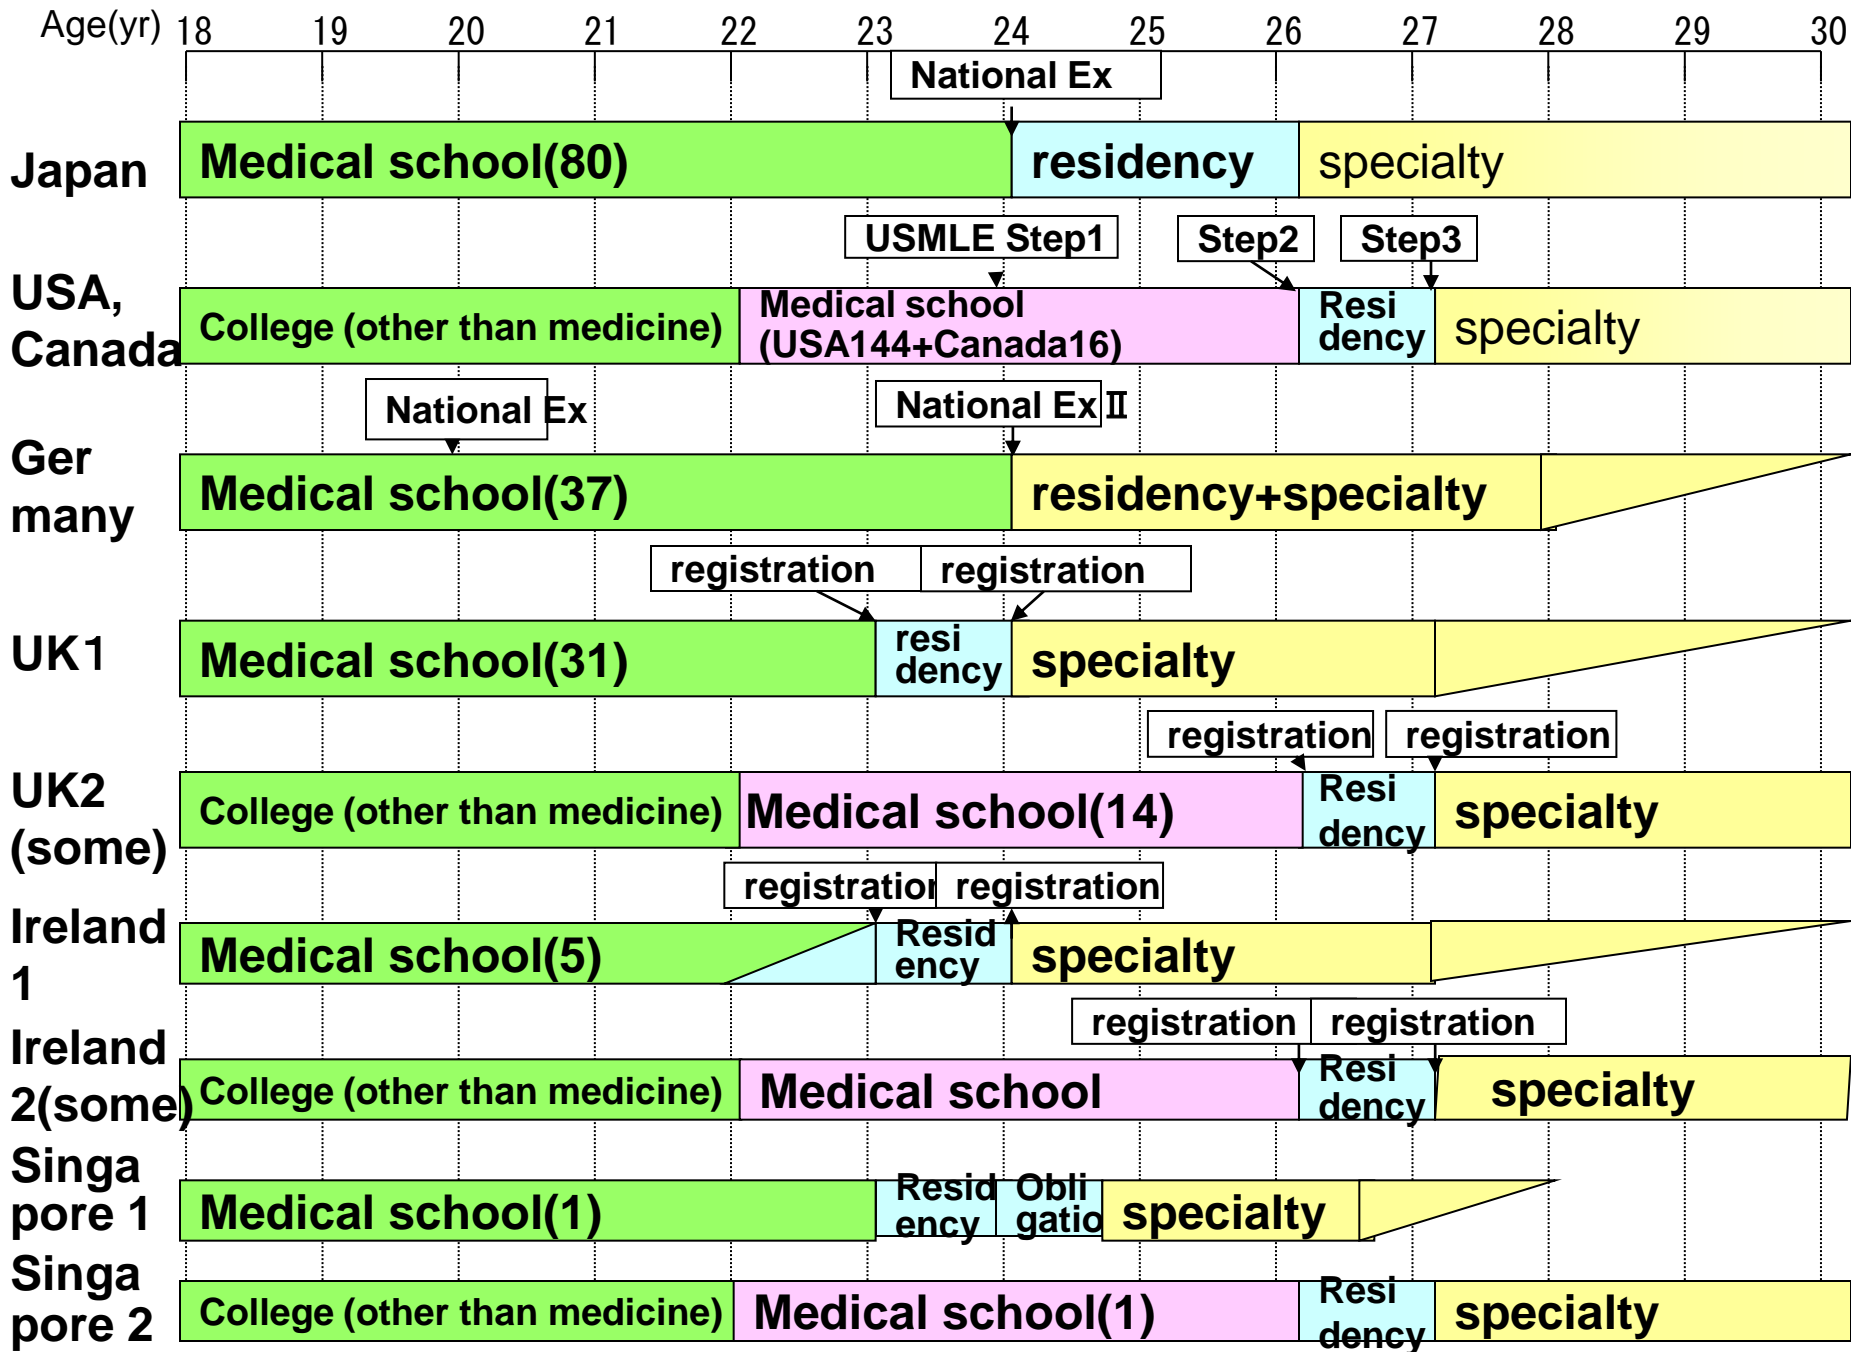 Age(yr) 18 19 20 21 22 23 24 25 26 27 28 29 30
National Ex
Japan
Medical school(80)
residency
specialty
USMLE Step1
Step2
Step3
USA,
Canada
College (other than medicine)
Medical school
(USA144+Canada16)
Resi
dency
specialty
National Ex
National ExⅡ
Ger
many
Medical school(37)
residency+specialty
registration
registration
UK1
Medical school(31)
resi
dency
specialty
registration
registration
UK2
(some)
College (other than medicine)
Medical school(14)
Resi
dency
specialty
registration
registration
Ireland
1
Medical school(5)
Resid
ency
specialty
registration
registration
Ireland
2(some)
College (other than medicine)
Medical school
Resi
dency
specialty
Singa
pore 1
Medical school(1)
Resid
ency
Obli
gatio
specialty
Singa
pore 2
College (other than medicine)
Medical school(1)
Resi
dency
specialty